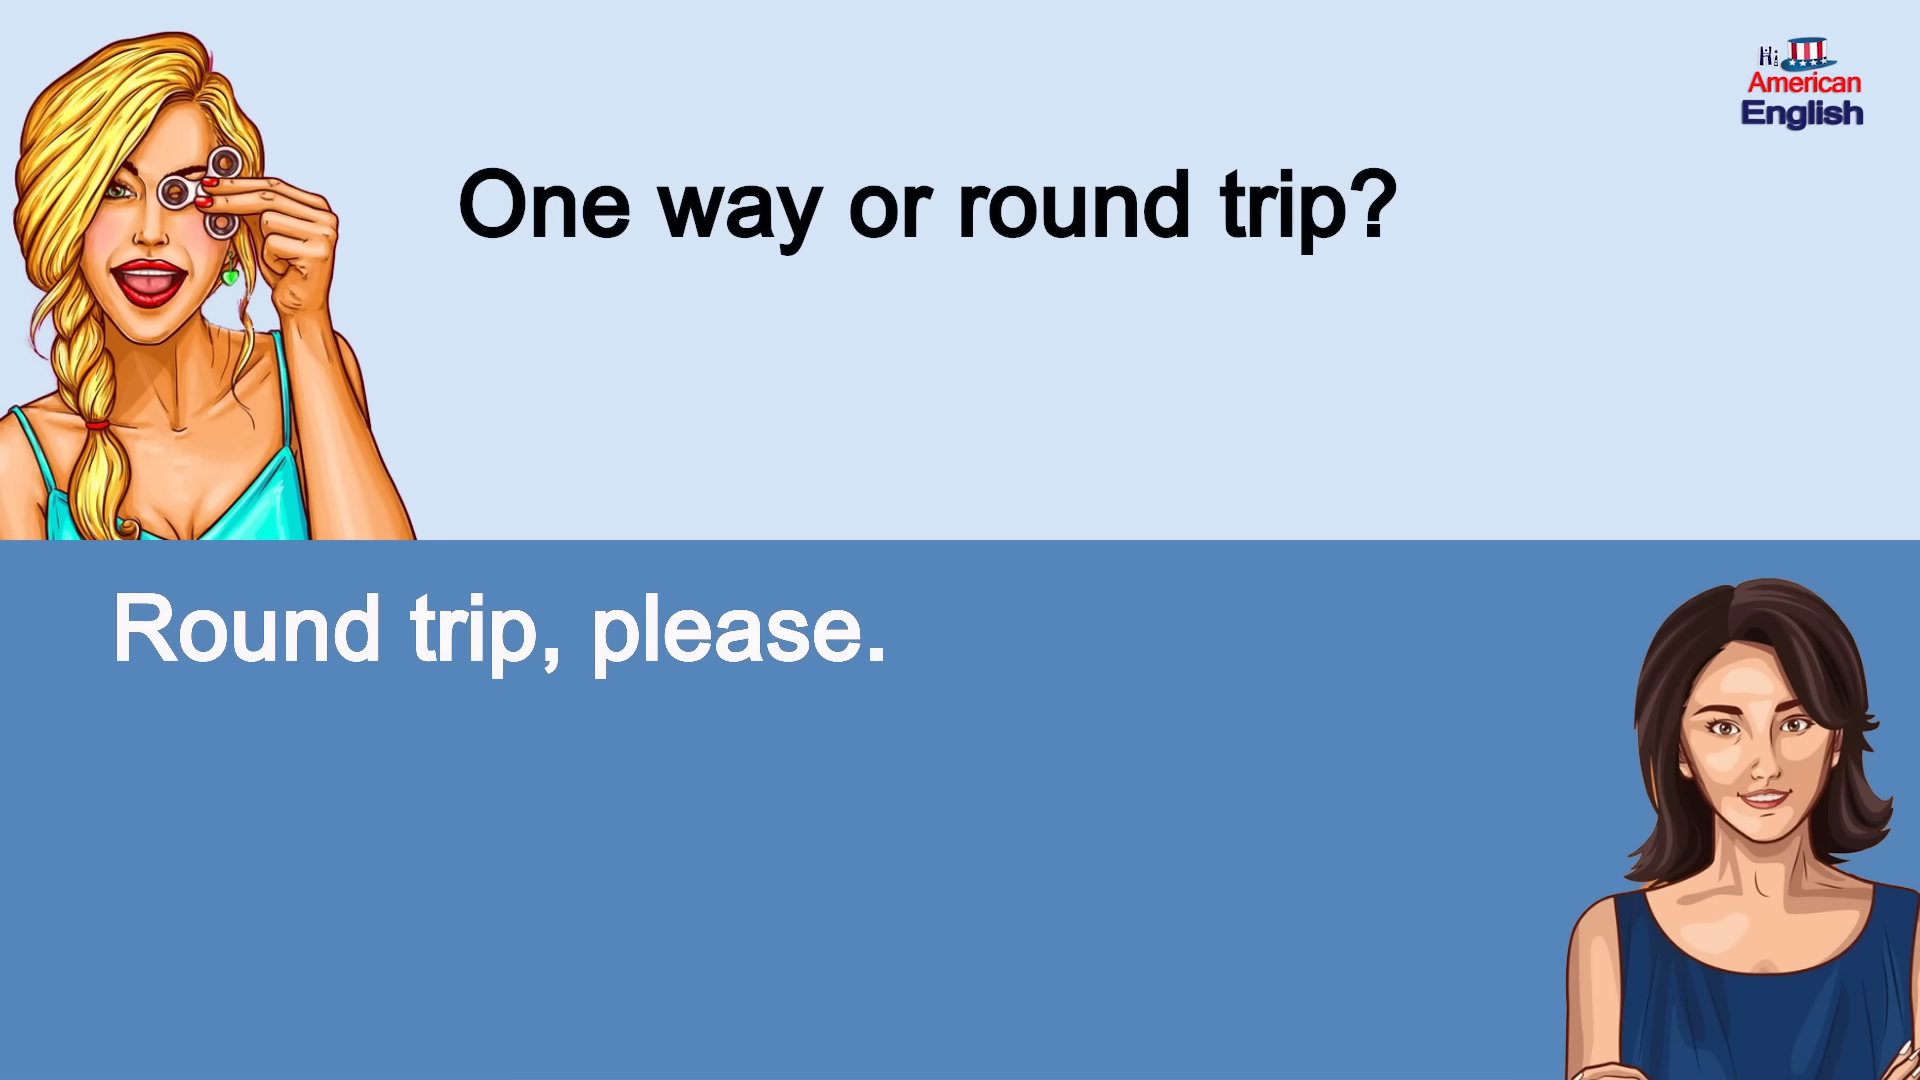 Hi
American
English
One way or round trip?
Round trip, please.